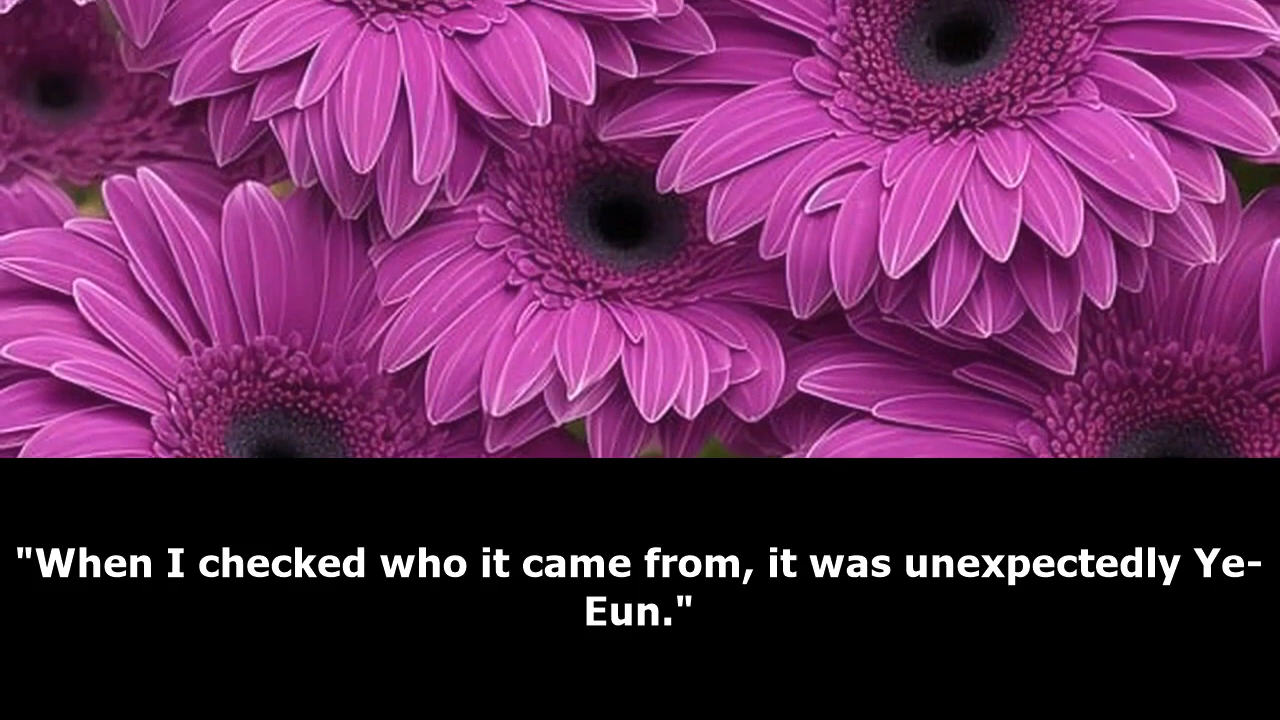 "When I checked who it came from, it was unexpectedly Ye-
Eun."